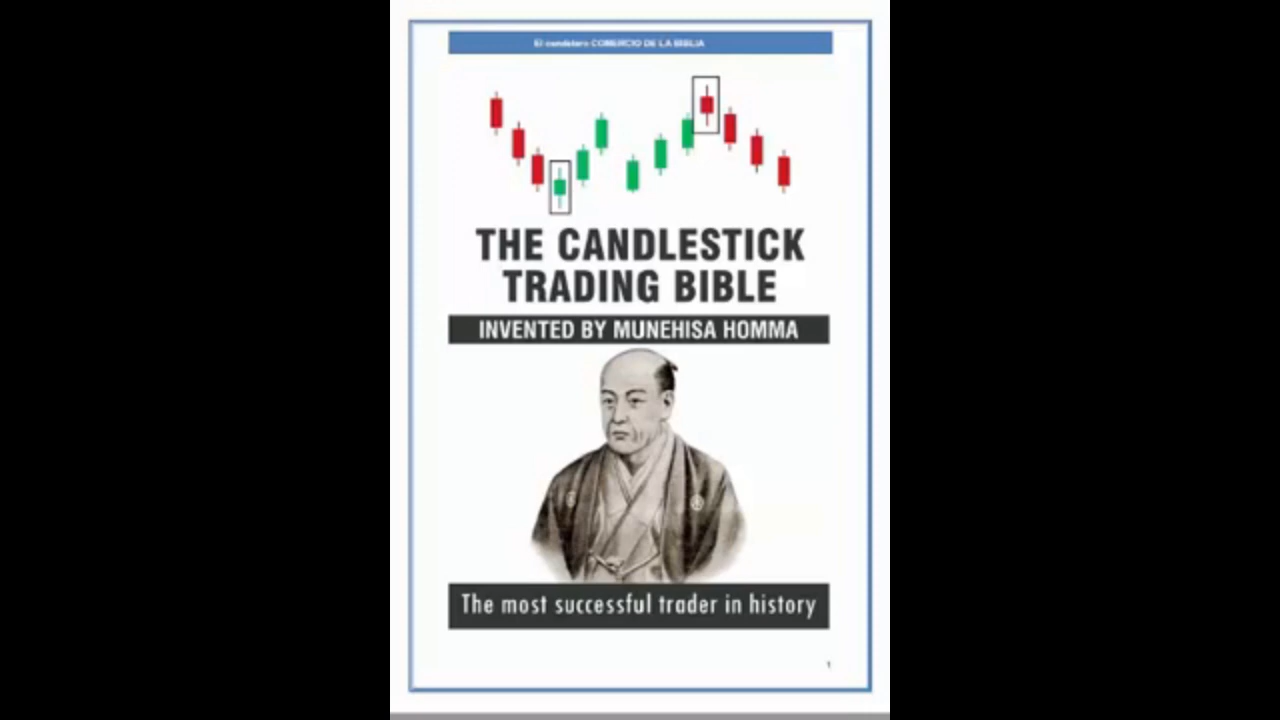 El candelero COMERCIO DE LA BIBLIA
THE CANDLESTICK
TRADING BIBLE
INVENTED BY MUNEHISA HOMMA
The most successful trader in history
1